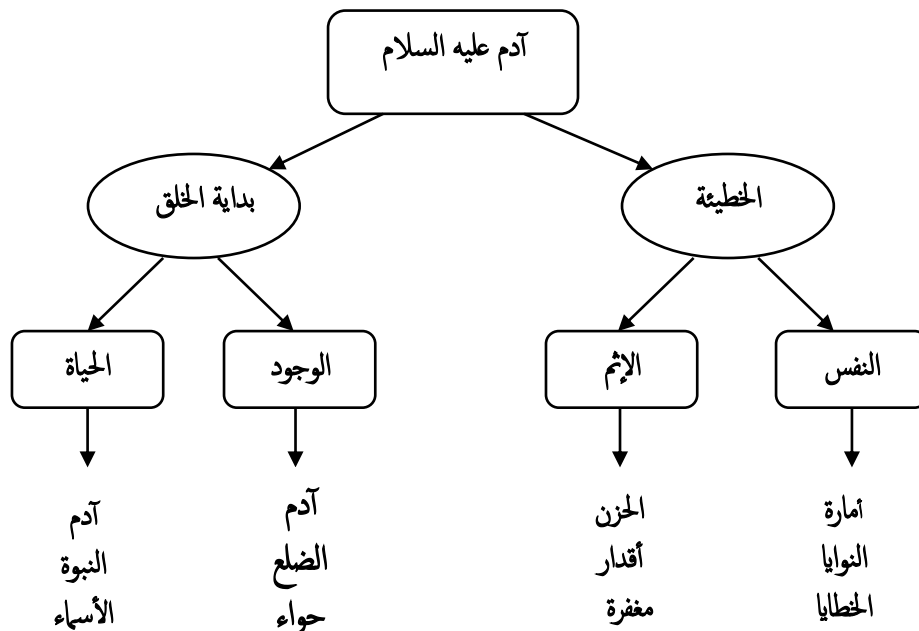 آدم عليه السلام
الخطيئة
بداية الخلق
النفس
الإثم
الوجود
الحياة
أمارة
النوايا
الخطايا
الحزن
أقدار
مغفرة
آدم
الضلع
حواء
آدم
النبوة
الأسماء